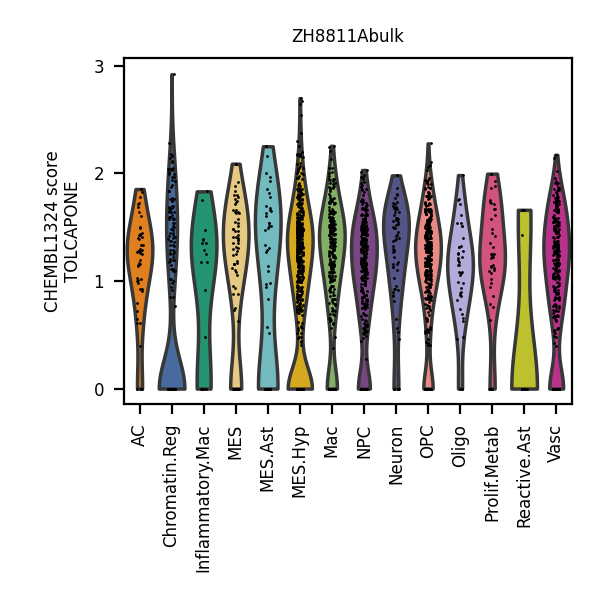 ZH8811Abulk
CHEMBL1324 score
TOLCAPONE
3
2
1
0
AC
Chromatin.Reg
Inflammatory.Mac
MES
MES.Ast
MES.Hyp
Mac
NPC
Neuron
OPC
Oligo
Prolif.Metab
Reactive.Ast
Vasc